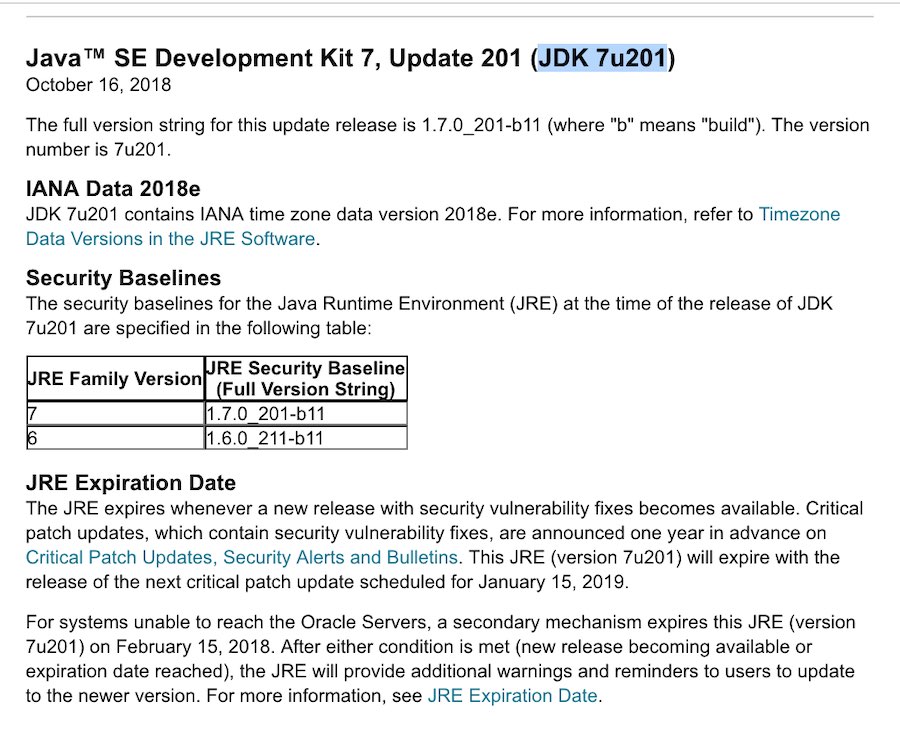 Java™ SE Development Kit 7, Update 201 (JDK 7u201)
October 16, 2018
The full version string for this update release is 1.7.0_201-b11 (where "b" means "build"). The version
number is 7u201.
IANA Data 2018e
JDK 7u201 contains IANA time zone data version 2018e. For more information, refer to Timezone
Data Versions in the JRE Software.
Security Baselines
The security baselines for the Java Runtime Environment (JRE) at the time of the release of JDK
7u201 are specified in the following table:
JRE Family Version JRE Security Baseline
(Full Version String)
7 1.7.0_201-b11
6 1.6.0_211-b11
JRE Expiration Date
The JRE expires whenever a new release with security vulnerability fixes becomes available. Critical
patch updates, which contain security vulnerability fixes, are announced one year in advance on
Critical Patch Updates, Security Alerts and Bulletins. This JRE (version 7u201) will expire with the
release of the next critical patch update scheduled for January 15, 2019.
For systems unable to reach the Oracle Servers, a secondary mechanism expires this JRE (version
7u201) on February 15, 2018. After either condition is met (new release becoming available or
expiration date reached), the JRE will provide additional warnings and reminders to users to update
to the newer version. For more information, see JRE Expiration Date.